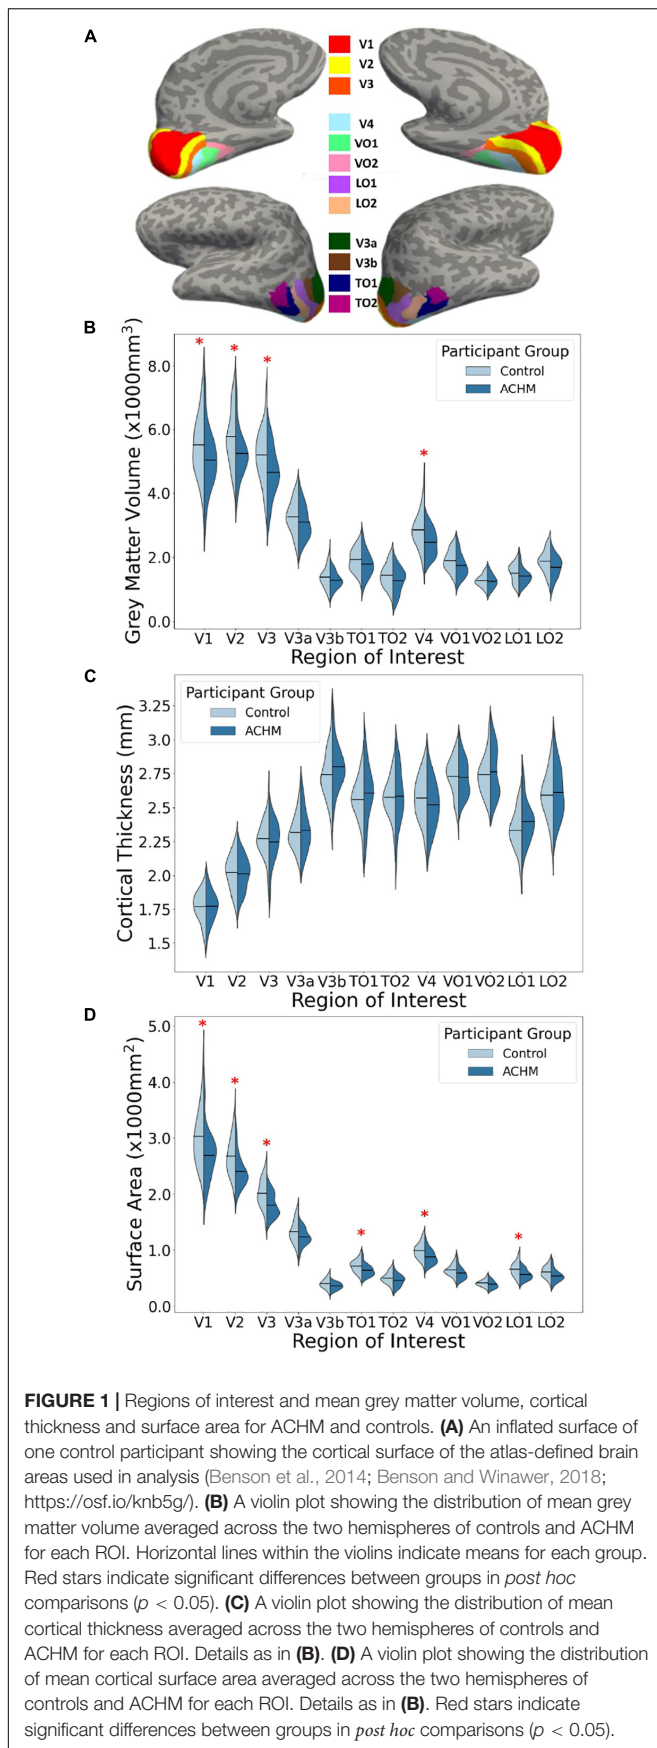 A
V1
V2
V3
V4
VO1
VO2
LO1
LO2
V3a
V3b
TO1
TO2
B
Grey Matter Volume (x1000mm³)
8.0
6.0
4.0
2.0
0.0
* * * *
Participant Group
Control
ACHM
V1 V2 V3 V3a V3b TO1 TO2 V4 VO1 VO2 LO1 LO2
Region of Interest
C
Cortical Thickness (mm)
3.25
3.0
2.75
2.5
2.25
2.0
1.75
1.5
Participant Group
Control
ACHM
V1 V2 V3 V3a V3b TO1 TO2 V4 VO1 VO2 LO1 LO2
Region of Interest
D
Surface Area (x1000mm²)
5.0
4.0
3.0
2.0
1.0
0.0
* * * * * *
Participant Group
Control
ACHM
V1 V2 V3 V3a V3b TO1 TO2 V4 VO1 VO2 LO1 LO2
Region of Interest
FIGURE 1 | Regions of interest and mean grey matter volume, cortical
thickness and surface area for ACHM and controls. (A) An inflated surface of
one control participant showing the cortical surface of the atlas-defined brain
areas used in analysis (Benson et al., 2014; Benson and Winawer, 2018;
https://osf.io/knb5g/). (B) A violin plot showing the distribution of mean grey
matter volume averaged across the two hemispheres of controls and ACHM
for each ROI. Horizontal lines within the violins indicate means for each group.
Red stars indicate significant differences between groups in post hoc
comparisons (p < 0.05). (C) A violin plot showing the distribution of mean
cortical thickness averaged across the two hemispheres of controls and
ACHM for each ROI. Details as in (B). (D) A violin plot showing the distribution
of mean cortical surface area averaged across the two hemispheres of
controls and ACHM for each ROI. Details as in (B). Red stars indicate
significant differences between groups in post hoc comparisons (p < 0.05).